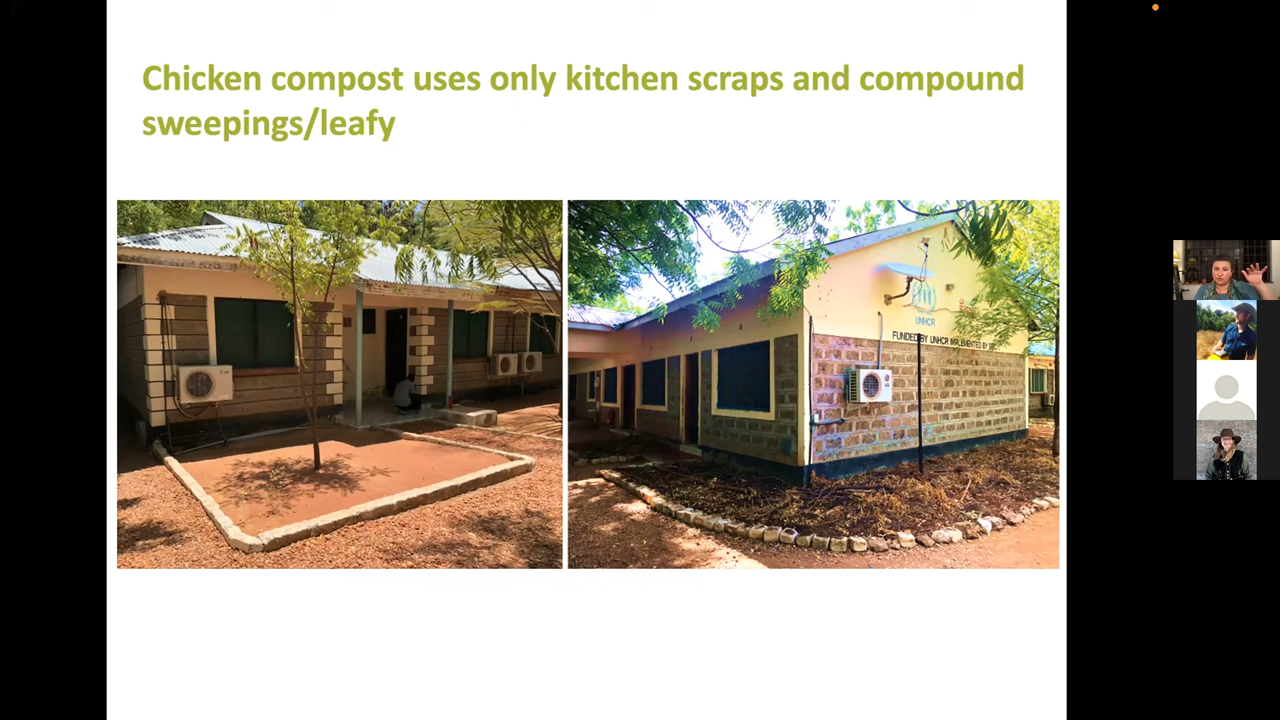 Chicken compost uses only kitchen scraps and compound
sweepings/leafy
UNHCR
FUNDED BY UNHCR IMPLEMENTED BY